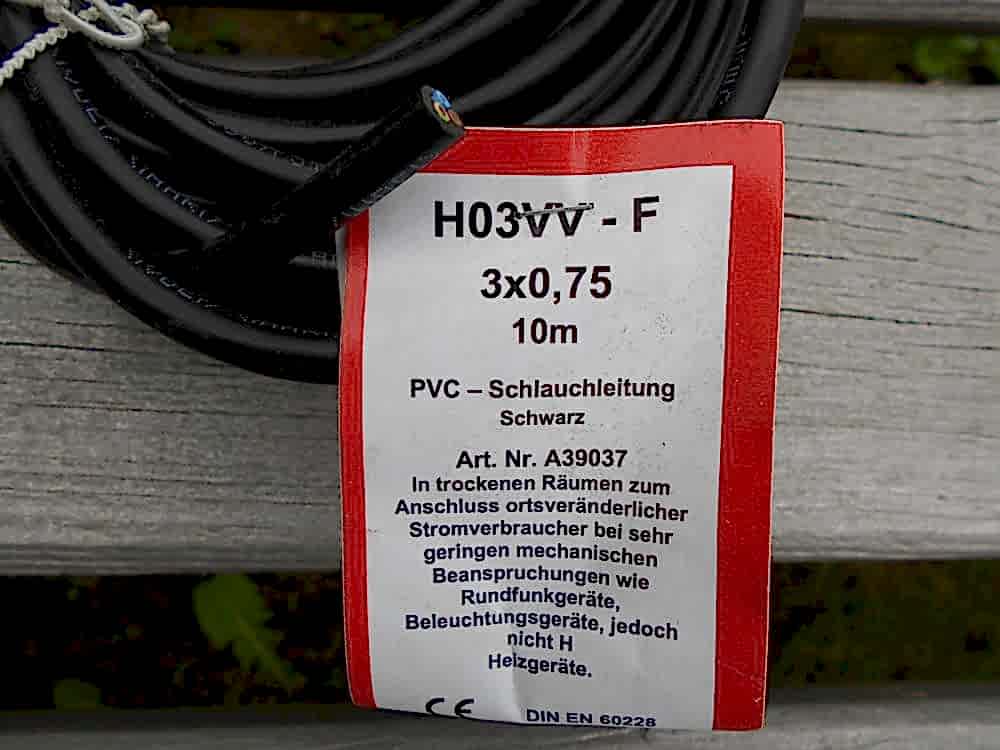 H03VV - F
3x0,75
10m
PVC – Schlauchleitung
Schwarz
Art. Nr. A39037
In trockenen Räumen zum
Anschluss ortsveränderlicher
Stromverbraucher bei sehr
geringen mechanischen
Beanspruchungen wie
Rundfunkgeräte,
Beleuchtungsgeräte, jedoch
nicht H
Heizgeräte.
CE DIN EN 60228